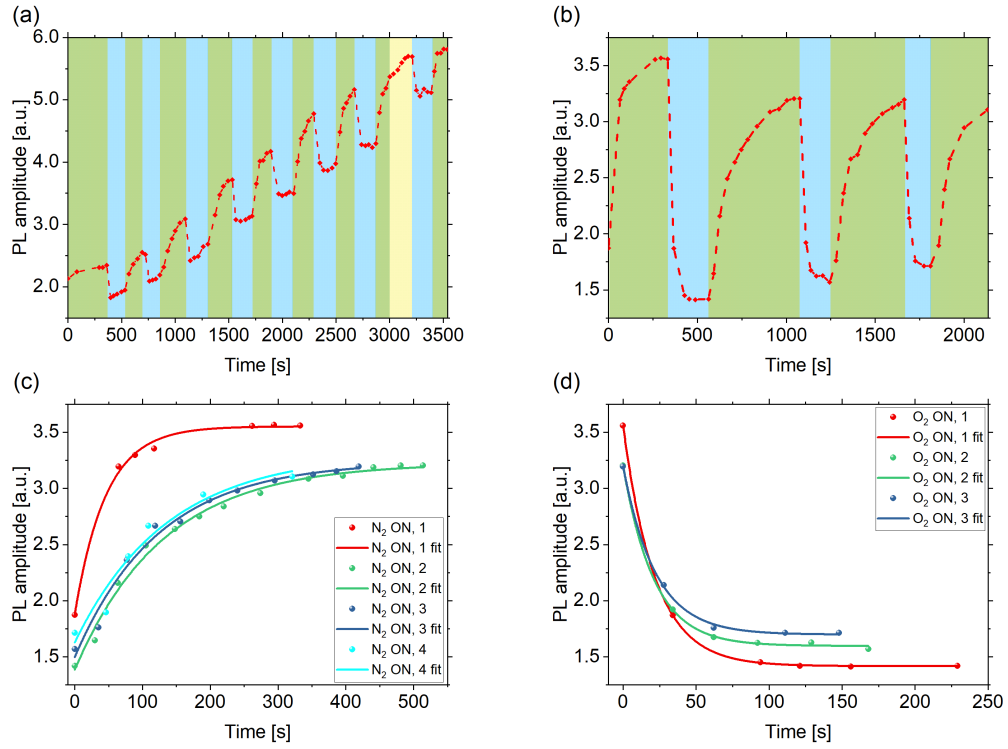 (a)
PL amplitude [a.u.]
6.0
5.0
4.0
3.0
2.0
0 500 1000 1500 2000 2500 3000 3500
Time [s]
(b)
PL amplitude [a.u.]
3.5
3.0
2.5
2.0
1.5
0 500 1000 1500 2000
Time [s]
(c)
PL amplitude [a.u.]
3.5
3.0
2.5
2.0
1.5
N₂ ON, 1
N₂ ON, 1 fit
N₂ ON, 2
N₂ ON, 2 fit
N₂ ON, 3
N₂ ON, 3 fit
N₂ ON, 4
N₂ ON, 4 fit
0 100 200 300 400 500
Time [s]
(d)
PL amplitude [a.u.]
3.5
3.0
2.5
2.0
1.5
O₂ ON, 1
O₂ ON, 1 fit
O₂ ON, 2
O₂ ON, 2 fit
O₂ ON, 3
O₂ ON, 3 fit
0 50 100 150 200 250
Time [s]